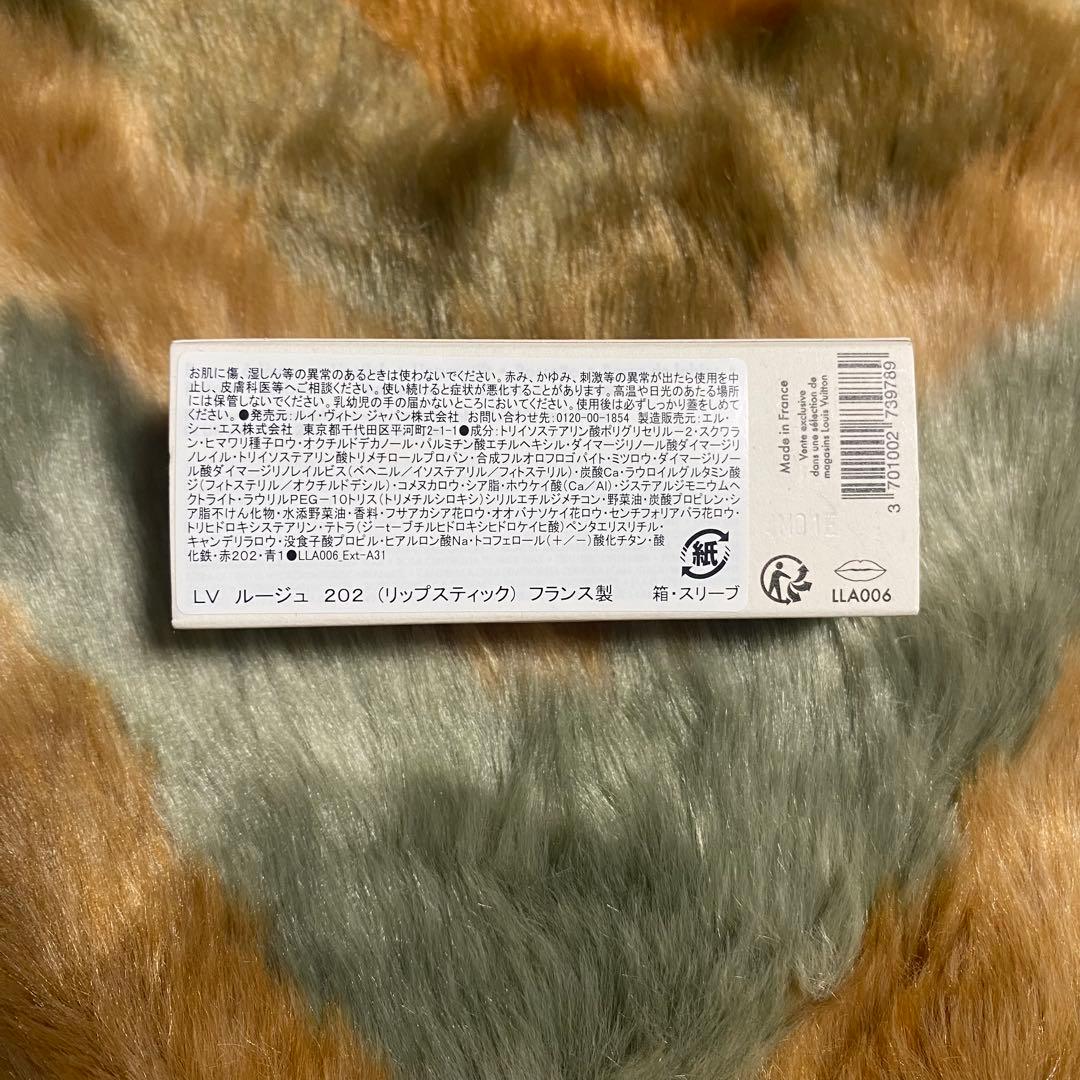 お肌に傷、湿しん等の異常のあるときは使わないでください。赤み、かゆみ、刺激等の異常が出たら使用を中
止し、皮膚科医等へご相談ください。使い続けると症状が悪化することがあります。高温や日光のあたる場所
には保管しないでください。乳幼児の手の届かないところにおいてください。使用後は必ずしっかり蓋をしめて
ください。●発売元:ルイ・ヴィトン ジャパン株式会社 お問い合わせ先:0120-00-1854 製造販売元:エル・
シー・エス株式会社 東京都千代田区平河町2-1-1●成分:トリイソステアリン酸ポリグリセリル-2・スクワラ
ン・ヒマワリ種子ロウ・オクチルドデカノール・パルミチン酸エチルヘキシル・ダイマージリノール酸ダイマージリ
ノレイル・トリイソステアリン酸トリメチロールプロパン・合成フルオロフロゴパイト・ミツロウ・ダイマージリノー
ル酸ダイマージリノレイルビス(ベヘニル/イソステアリル/フィトステリル)・炭酸Ca・ラウロイルグルタミン酸
ジ(フィトステリル/オクチルドデシル)・コメヌカロウ・シア脂・ホウケイ酸(Ca/Al)・ジステアルジモニウムヘ
クトライト・ラウリルPEG-10トリス(トリメチルシロキシ)シリルエチルジメチコン・野菜油・炭酸プロピレン・シ
ア脂不けん化物・水添野菜油・香料・フサアカシア花ロウ・オオバナソケイ花ロウ・センチフォリアバラ花ロウ・
トリヒドロキシステアリン・テトラ(ジーtーブチルヒドロキシヒドロケイヒ酸)ペンタエリスリチル・
キャンデリラロウ・没食子酸プロピル・ヒアルロン酸Na・トコフェロール(+/-)酸化チタン・酸
化鉄・赤202・青1●LLA006_Ext-A31
紙
LV ルージュ 202 (リップスティック) フランス製 箱・スリーブ
Made in France
Vente exclusive
dans une sélection de
magasins Louis Vuitton
3 701002 739789
LLA006